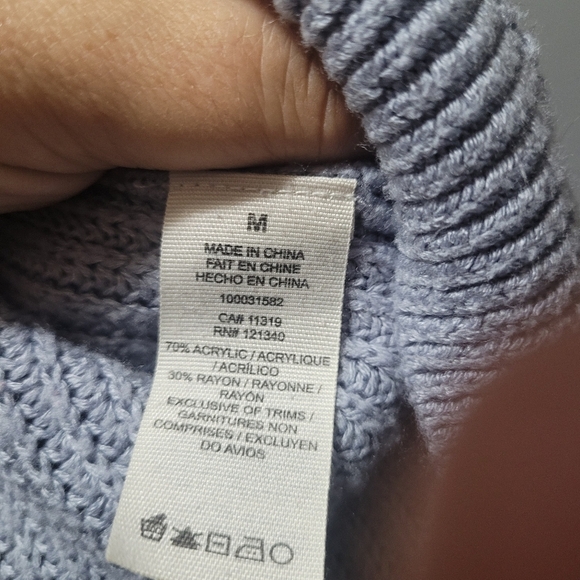 M
MADE IN CHINA
FAIT EN CHINE
HECHO EN CHINA
100031582
CA# 11319
RN# 121340
70% ACRYLIC / ACRYLIQUE
/ ACRÍLICO
30% RAYON / RAYONNE /
RAYÓN
EXCLUSIVE OF TRIMS /
GARNITURES NON
COMPRISES / EXCLUYEN
DO AVIOS